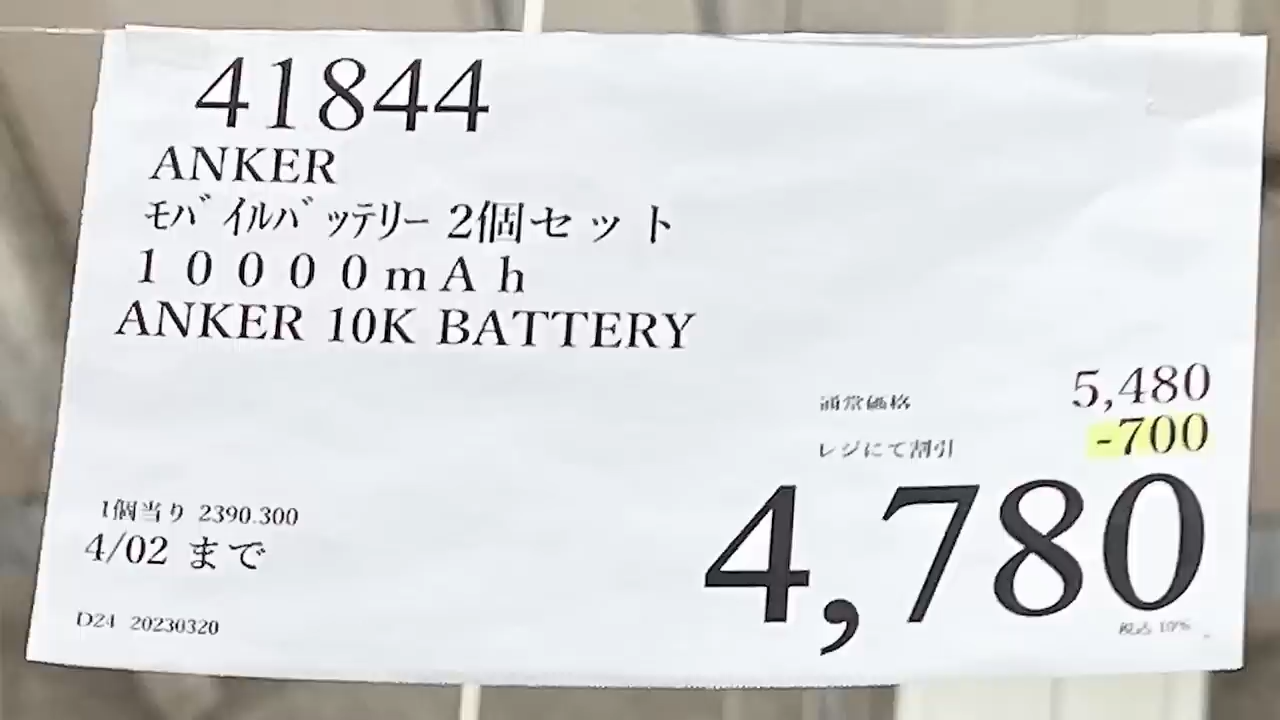 41844
ANKER
モバイルバッテリー 2個セット
10000mAh
ANKER 10K BATTERY
通常価格 5,480
レジにて割引 -700
4,780
税込 10%
1個当り 2390.300
4/02 まで
D24 20230320